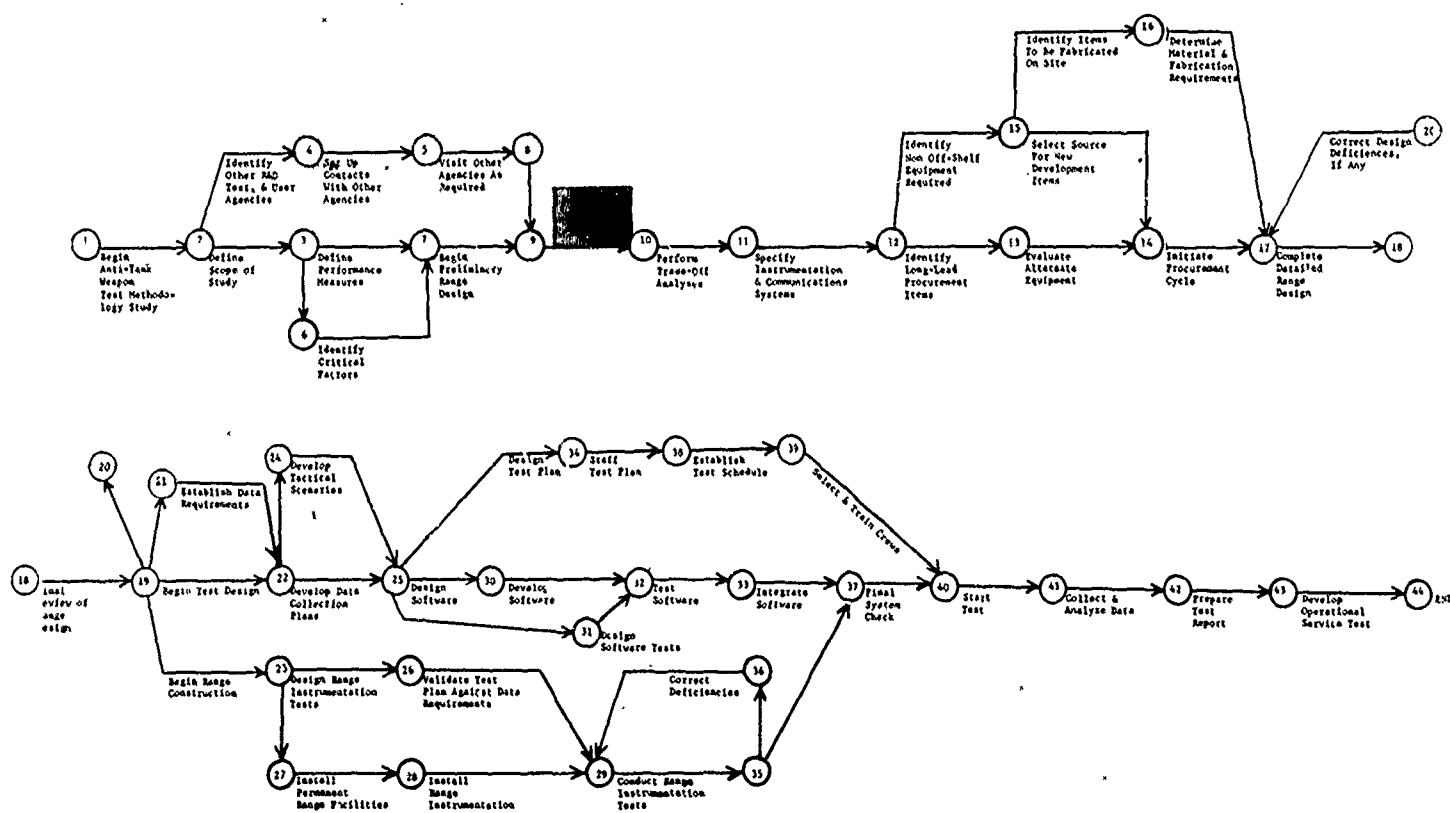 16
Identify Items
To Be Fabricated
On Site
Determine
Material &
Fabrication
Requirements
4
5
8
15
20
Identify
Other R&D
Test, & User
Agencies
Set Up
Contacts
With Other
Agencies
Visit Other
Agencies As
Required
Identify
Non Off-Shelf
Equipment
Required
Select Source
For New
Development
Items
Correct Design
Deficiences,
If Any
1
2
3
7
9
10
11
12
13
14
17
18
Begin
Anti-Tank
Weapon
Test Methodo-
logy Study
Define
Scope of
Study
Define
Performance
Measures
Begin
Preliminary
Range
Design
Perform
Trade-Off
Analyses
Specify
Instrumentation
& Communications
Systems
Identify
Long-Lead
Procurement
Items
Evaluate
Alternate
Equipment
Initiate
Procurement
Cycle
Complete
Detailed
Range
Design
6
Identify
Critical
Factors
20
21
24
34
38
39
Establish Data
Requirements
Develop
Tactical
Scenarios
Design
Test Plan
Staff
Test Plan
Establish
Test Schedule
Select & Train Crews
18
19
22
30
32
33
37
40
41
42
43
44
inal
eview of
ange
esign
Begin Test Design
Develop Data
Collection
Plans
Design
Software
Develop
Software
Test
Software
Integrate
Software
Final
System
Check
Start
Test
Collect &
Analyze Data
Prepare
Test
Report
Develop
Operational
Service Test
31
Design
Software Tests
26
36
Begin Range
Construction
Design Range
Instrumentation
Tests
Validate Test
Plan Against Data
Requirements
Correct
Deficiencies
27
28
29
35
Install
Permanent
Range Facilities
Install
Range
Instrumentation
Conduct Range
Instrumentation
Tests